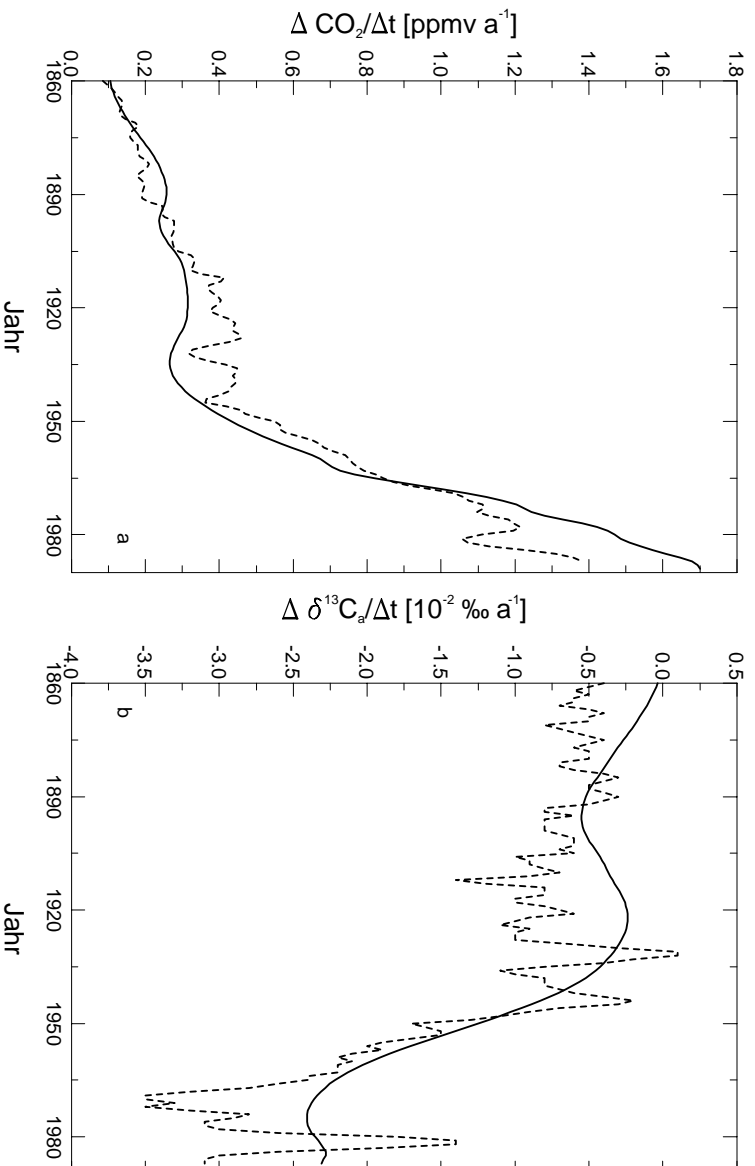 Δ CO₂/Δt [ppmv a⁻¹]
0.0 0.2 0.4 0.6 0.8 1.0 1.2 1.4 1.6 1.8
1860 1890 1920 1950 1980
Jahr
a
Δ δ¹³Cₐ/Δt [10⁻² ‰ a⁻¹]
-4.0 -3.5 -3.0 -2.5 -2.0 -1.5 -1.0 -0.5 0.0 0.5
1860 1890 1920 1950 1980
Jahr
b